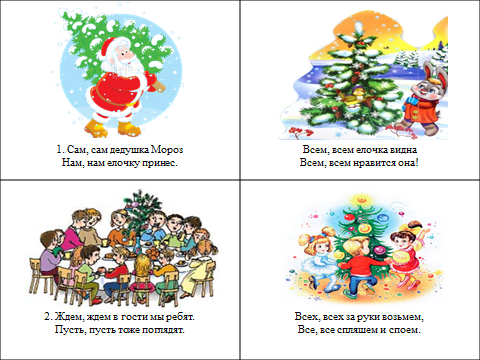 1. Сам, сам дедушка Мороз
Нам, нам елочку принес.
Всем, всем елочка видна
Всем, всем нравится она!
2. Ждем, ждем в гости мы ребят.
Пусть, пусть тоже поглядят.
Всех, всех за руки возьмем,
Все, все спляшем и споем.